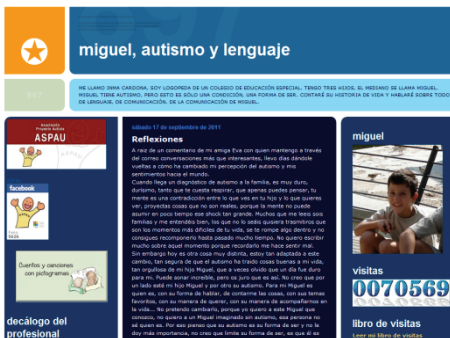 miguel, autismo y lenguaje
ME LLAMO INMA CARDONA, SOY LOGOPEDA DE UN COLEGIO DE EDUCACIÓN ESPECIAL. TENGO TRES HIJOS, EL MEDIANO SE LLAMA MIGUEL.
MIGUEL TIENE AUTISMO, PERO ESTO ES SÓLO UNA CONDICIÓN, UNA FORMA DE SER. CONTARÉ SU HISTORIA DE VIDA Y HABLARÉ SOBRE TODO
DE LENGUAJE, DE COMUNICACIÓN. DE LA COMUNICACIÓN DE MIGUEL.
ASPAU
facebook
Cuentos y canciones
con pictogramas
decálogo del
profesional
sábado 17 de septiembre de 2011
Reflexiones
A raiz de un comentario de mi amiga Eva con quien mantengo a través
del correo conversaciones más que interesantes, llevo días dándole
vueltas a cómo ha cambiado mi percepción del autismo y mis
sentimientos hacia el mundo.
Cuando llega un diagnóstico de autismo a la familia, es muy duro,
durísimo, tanto que te cuesta respirar, que apenas puedes pensar, tu
mente es una contradicción entre lo que ves en tu hijo y lo que quieres
ver, proyectas cosas que no son reales, porque la mente no puede
asumir en poco tiempo ese shock tan grande. Muchos que me leeis sois
familias y me entendéis bien, los que no lo seáis quisiera trasmitiros que
son los momentos más difíciles de tu vida, se te rompe algo dentro y no
consigues recomponerlo hasta pasado mucho tiempo. No quiero escribir
mucho sobre aquel momento porque recordarlo me hace sentir mal.
Sin embargo hoy es otra cosa muy distinta, estoy tan adaptada a este
cambio, tan segura de que el autismo ha traido cosas buenas a mi vida,
tan orgullosa de mi hijo Miguel, que a veces olvido que un día fue duro
para mi. Puede sonar increible, pero os aseguro que es así. No creo que por
un lado esté mi hijo Miguel y por otro su autismo. Para mi Miguel es
quien es, con su forma de hablar, de contarme las cosas, con sus temas
favoritos, con su manera de querer, con su manera de acompañarnos en
la vida... No pretendo cambiarlo, porque yo quiero a este Miguel que
conozco, no quiero a un Miguel imaginado sin autismo, esa persona no
sé quien es. Por eso pienso que su autismo es su forma de ser y no le
doy más importancia, no creo que limite su forma de ser, es que él es
miguel
visitas
0070569
libro de visitas
Leer mi libro de visitas